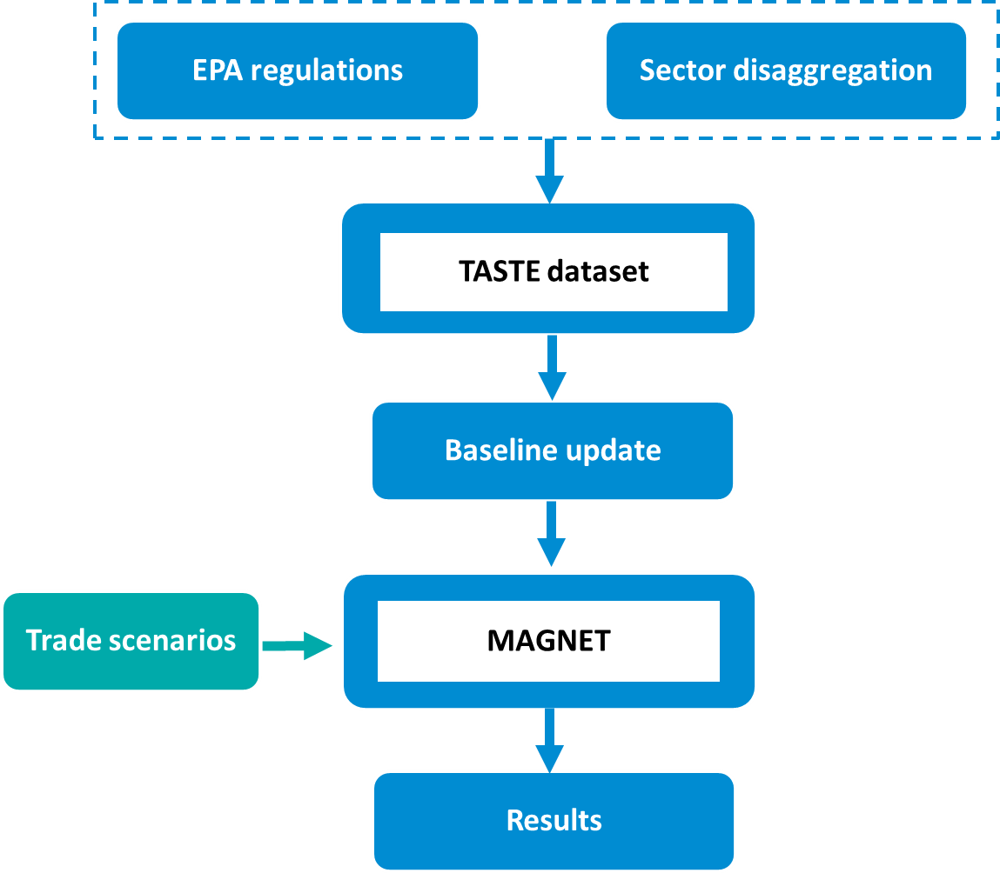 EPA regulations
Sector disaggregation
TASTE dataset
Baseline update
Trade scenarios
MAGNET
Results